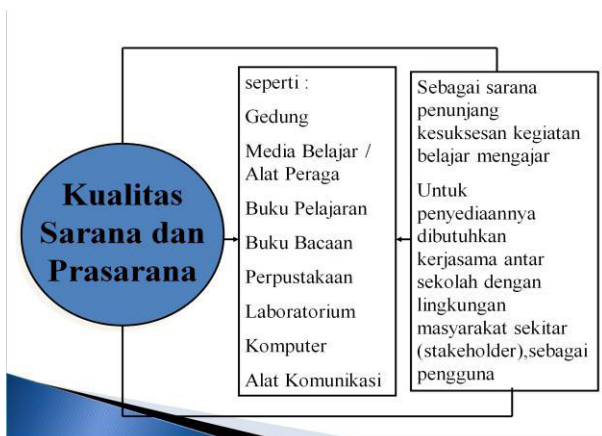 Kualitas
Sarana dan
Prasarana
seperti :
Gedung
Media Belajar /
Alat Peraga
Buku Pelajaran
Buku Bacaan
Perpustakaan
Laboratorium
Komputer
Alat Komunikasi
Sebagai sarana
penunjang
kesuksesan kegiatan
belajar mengajar
Untuk
penyediaannya
dibutuhkan
kerjasama antar
sekolah dengan
lingkungan
masyarakat sekitar
(stakeholder),sebagai
pengguna